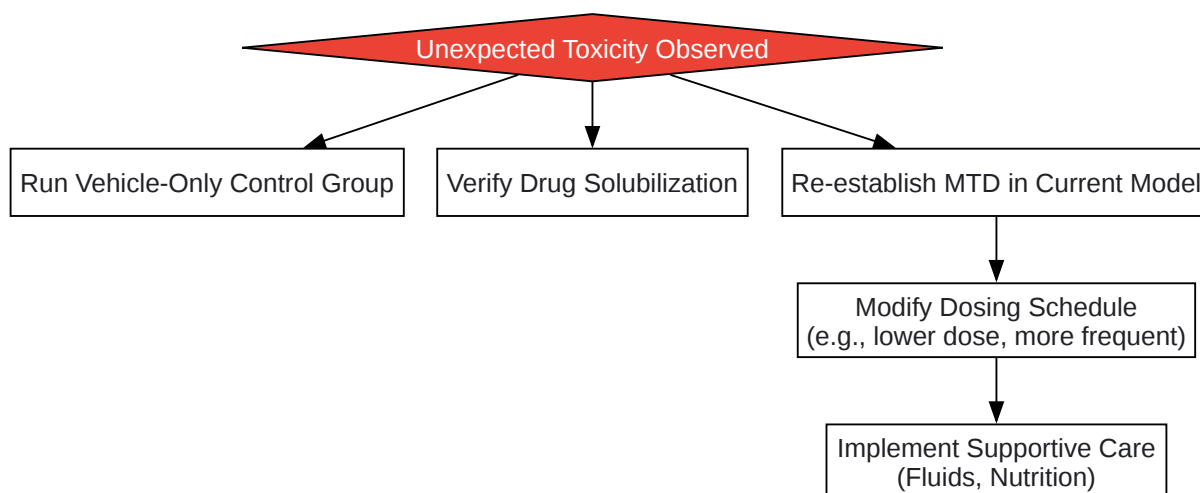 Unexpected Toxicity Observed
Run Vehicle-Only Control Group
Verify Drug Solubilization
Re-establish MTD in Current Model
Modify Dosing Schedule
(e.g., lower dose, more frequent)
Implement Supportive Care
(Fluids, Nutrition)